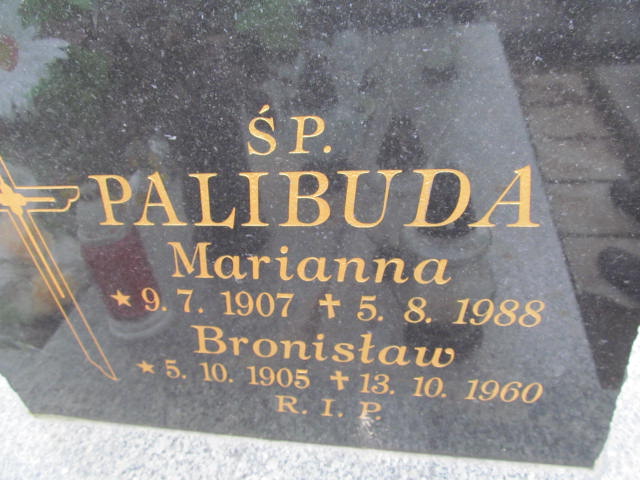 ŚP.
PALIBUDA
Marianna
★ 9. 7. 1907 ✝ 5. 8. 1988
Bronisław
★ 5. 10. 1905 ✝ 13. 10. 1960
R. I. P.